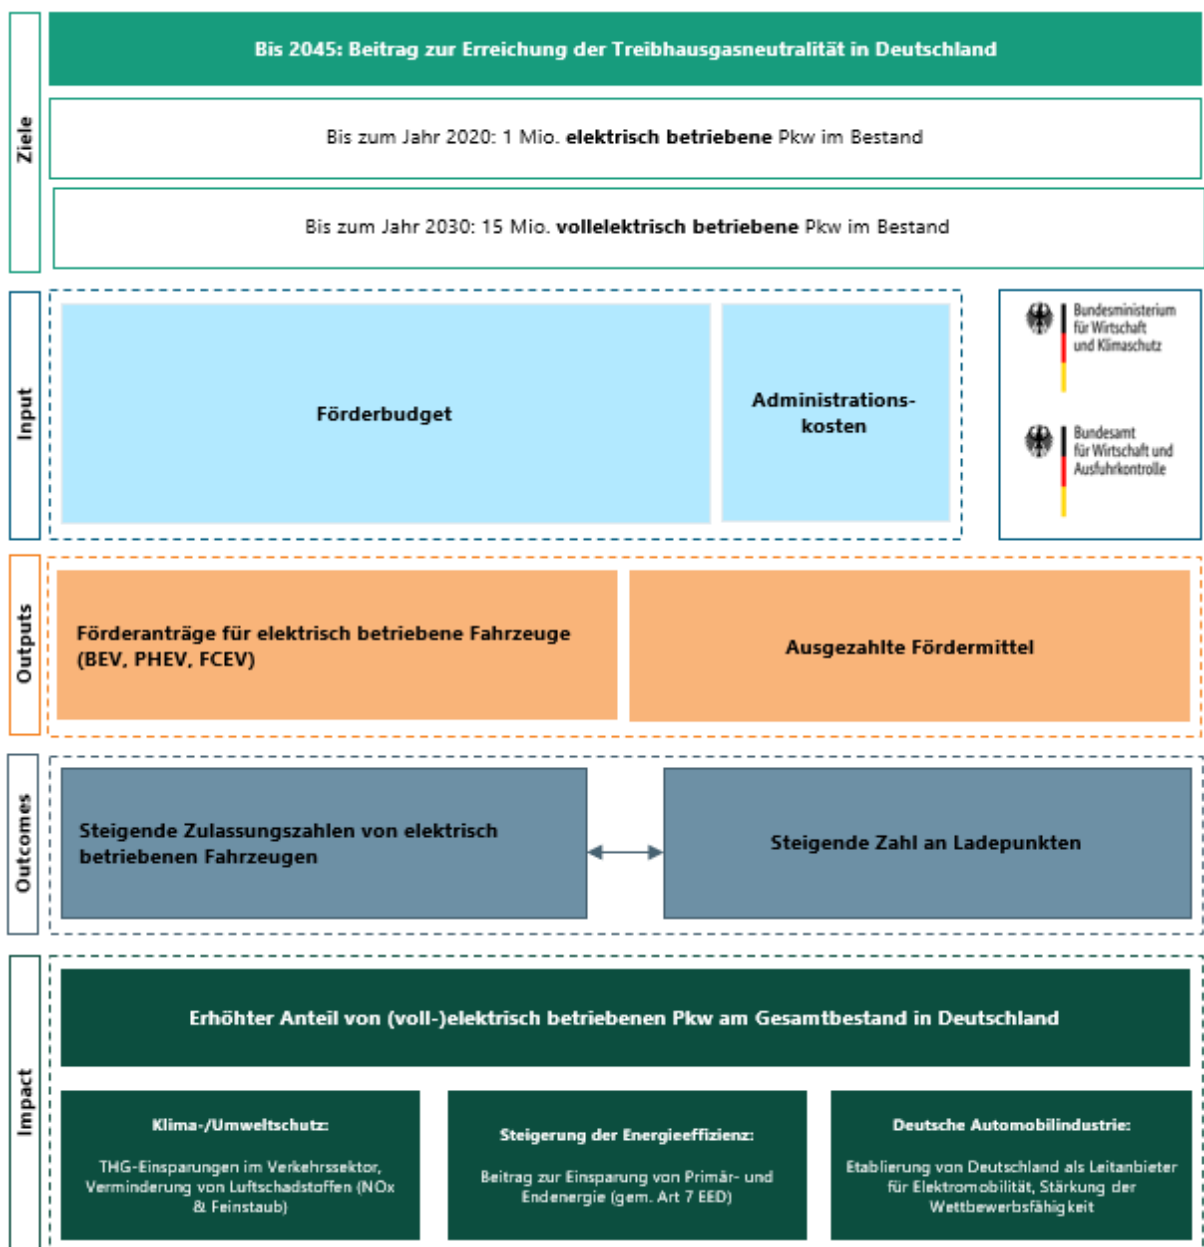 Ziele
Bis 2045: Beitrag zur Erreichung der Treibhausgasneutralität in Deutschland
Bis zum Jahr 2020: 1 Mio. elektrisch betriebene Pkw im Bestand
Bis zum Jahr 2030: 15 Mio. vollelektrisch betriebene Pkw im Bestand
Input
Förderbudget
Administrations-
kosten
Bundesministerium
für Wirtschaft
und Klimaschutz
Bundesamt
für Wirtschaft und
Ausfuhrkontrolle
Outputs
Förderanträge für elektrisch betriebene Fahrzeuge
(BEV, PHEV, FCEV)
Ausgezahlte Fördermittel
Outcomes
Steigende Zulassungszahlen von elektrisch
betriebenen Fahrzeugen
Steigende Zahl an Ladepunkten
Impact
Erhöhter Anteil von (voll-)elektrisch betriebenen Pkw am Gesamtbestand in Deutschland
Klima-/Umweltschutz:
THG-Einsparungen im Verkehrssektor,
Verminderung von Luftschadstoffen (NOx
& Feinstaub)
Steigerung der Energieeffizienz:
Beitrag zur Einsparung von Primär- und
Endenergie (gem. Art 7 EED)
Deutsche Automobilindustrie:
Etablierung von Deutschland als Leitanbieter
für Elektromobilität, Stärkung der
Wettbewerbsfähigkeit